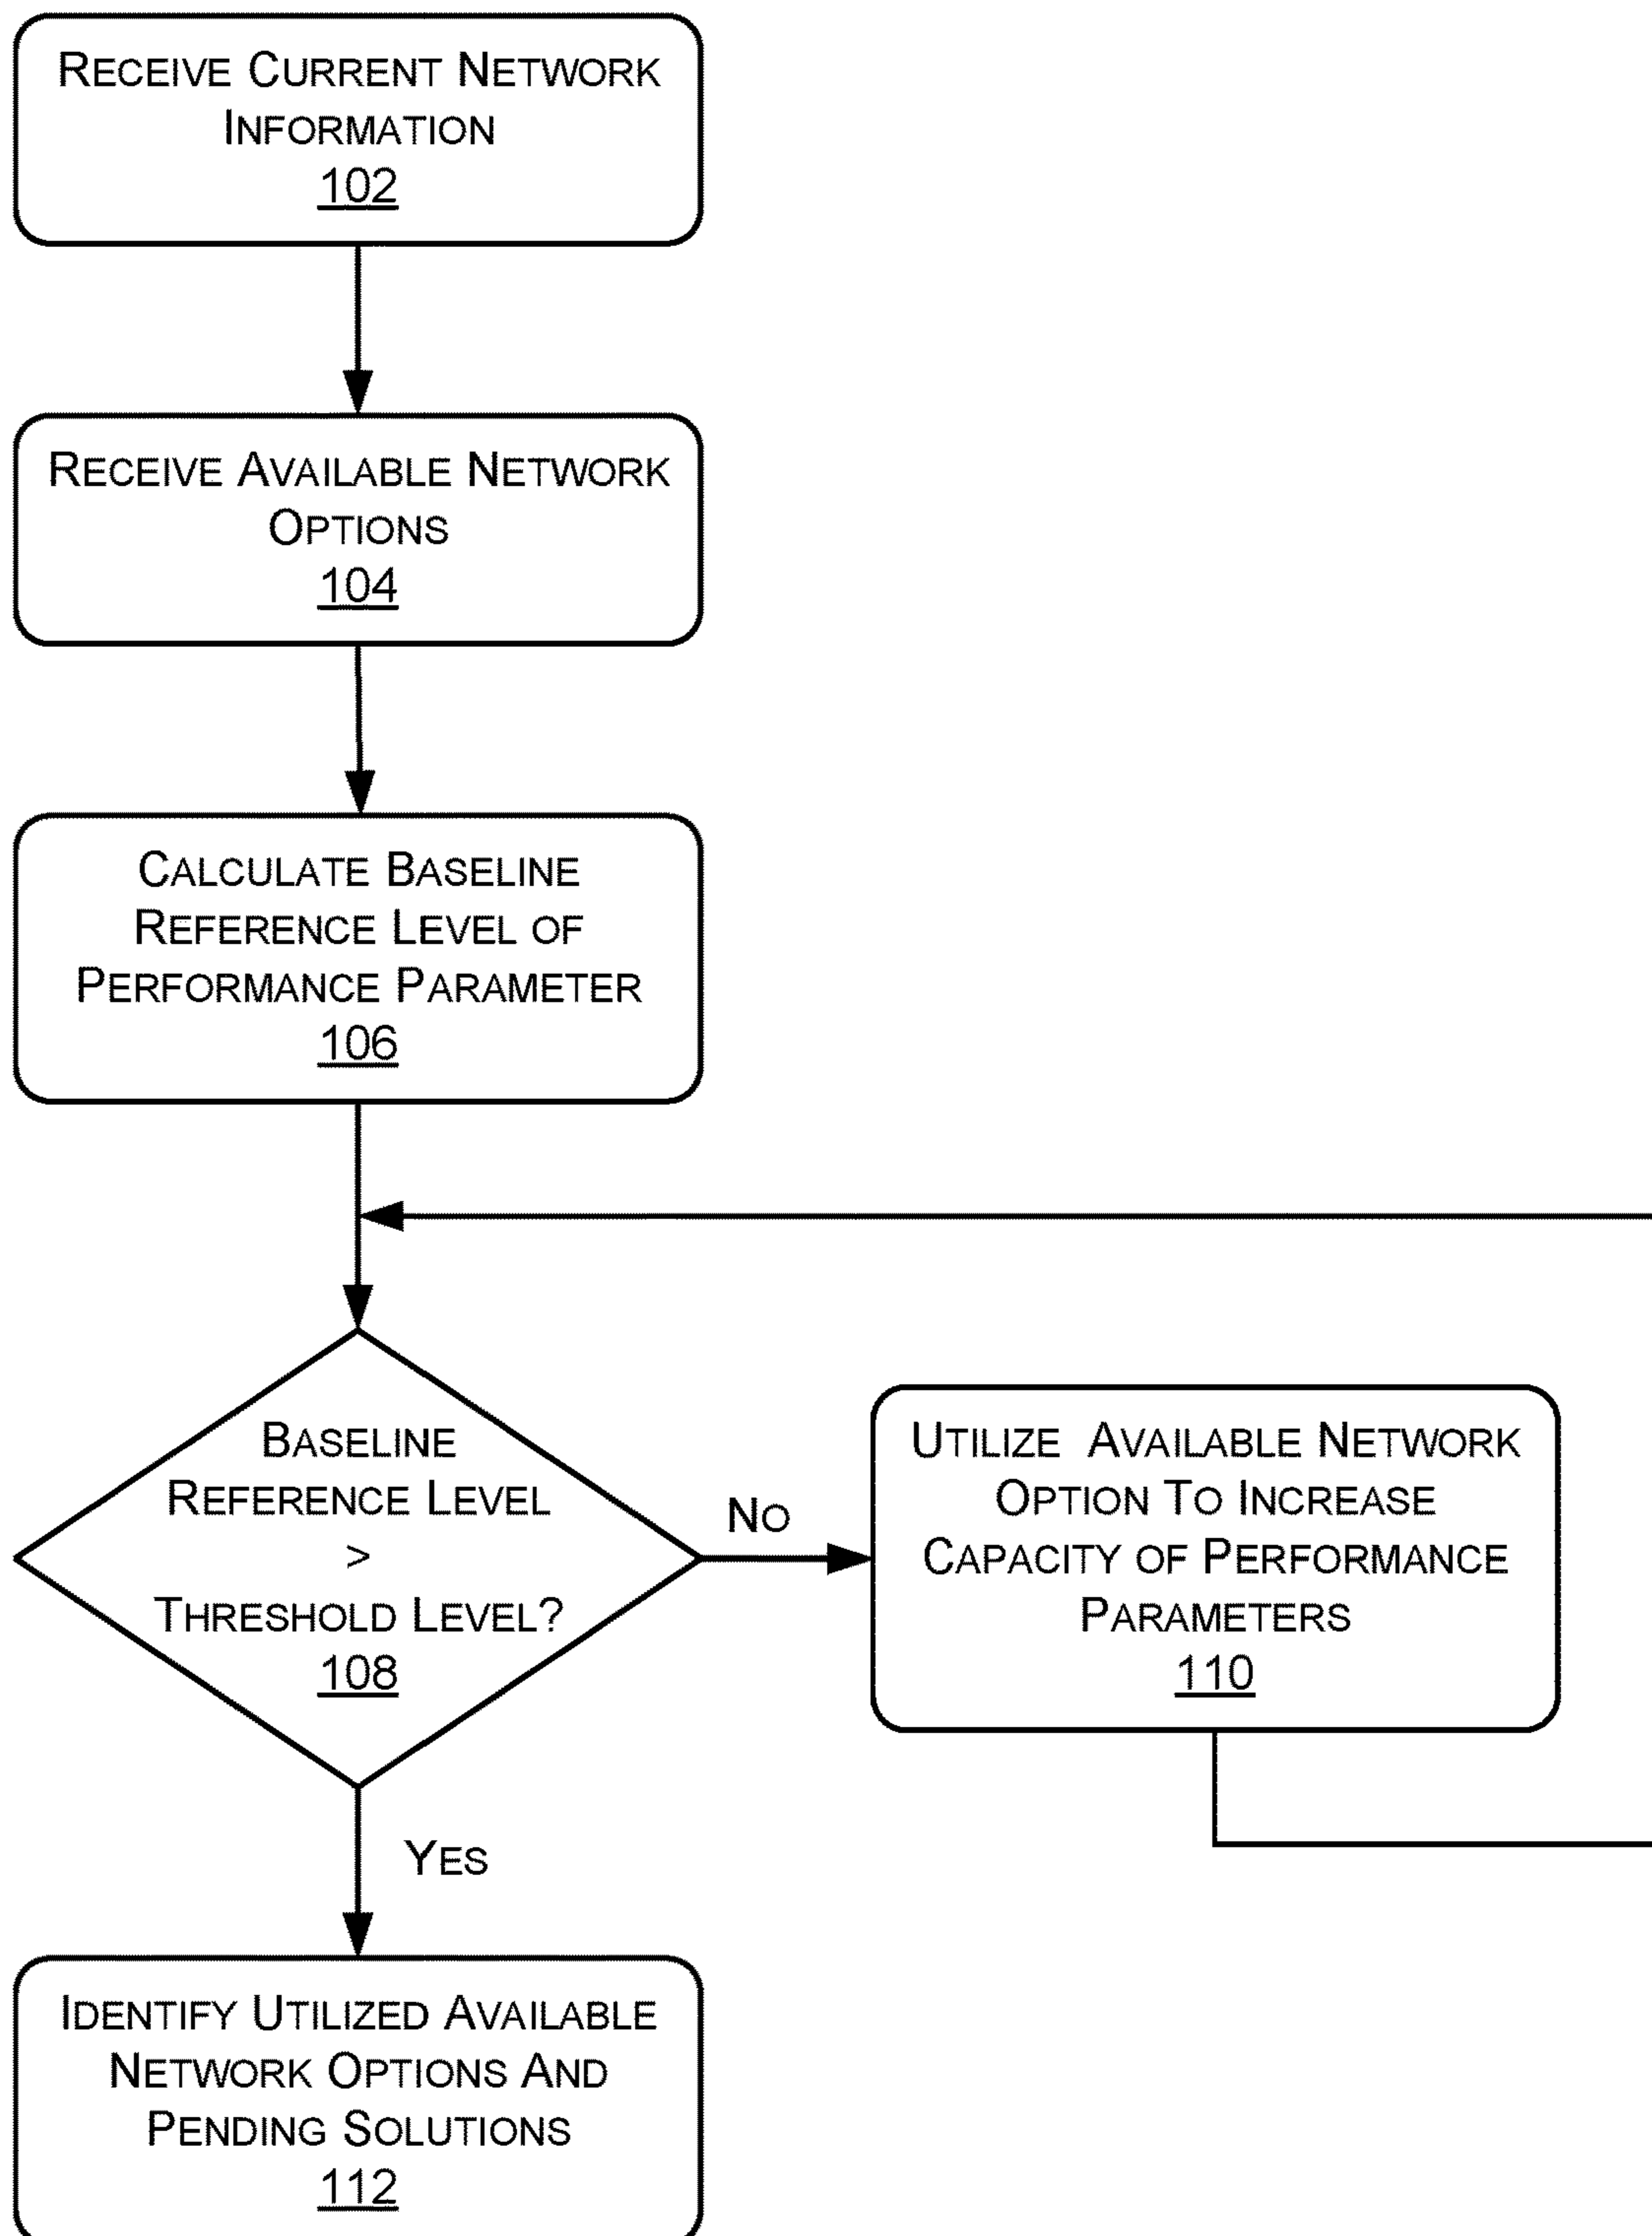 RECEIVE CURRENT NETWORK
INFORMATION
102
RECEIVE AVAILABLE NETWORK
OPTIONS
104
CALCULATE BASELINE
REFERENCE LEVEL OF
PERFORMANCE PARAMETER
106
BASELINE
REFERENCE LEVEL
>
THRESHOLD LEVEL?
108
NO
UTILIZE AVAILABLE NETWORK
OPTION TO INCREASE
CAPACITY OF PERFORMANCE
PARAMETERS
110
YES
IDENTIFY UTILIZED AVAILABLE
NETWORK OPTIONS AND
PENDING SOLUTIONS
112